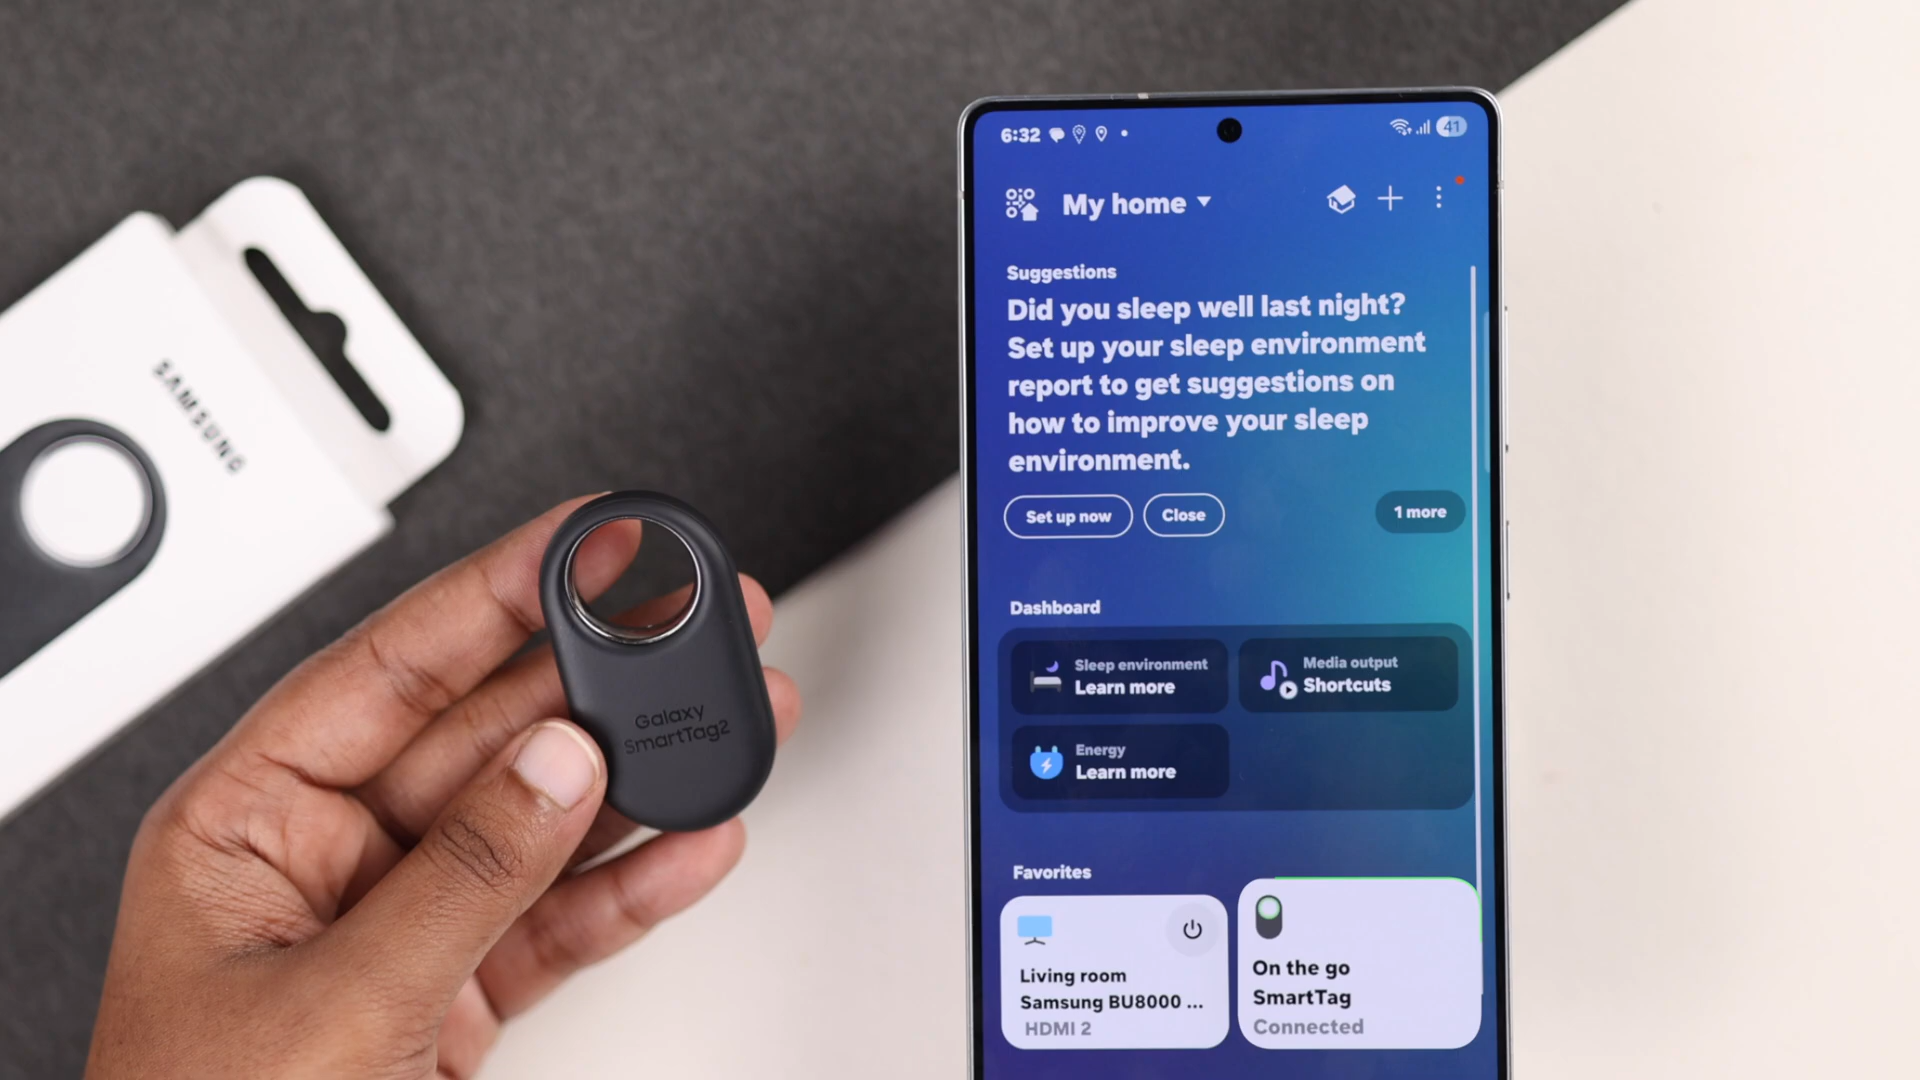 SAMSUNG
Galaxy
SmartTag2
6:32
41
My home
Suggestions
Did you sleep well last night?
Set up your sleep environment
report to get suggestions on
how to improve your sleep
environment.
Set up now
Close
1 more
Dashboard
Sleep environment
Learn more
Media output
Shortcuts
Energy
Learn more
Favorites
Living room
Samsung BU8000 ...
HDMI 2
On the go
SmartTag
Connected